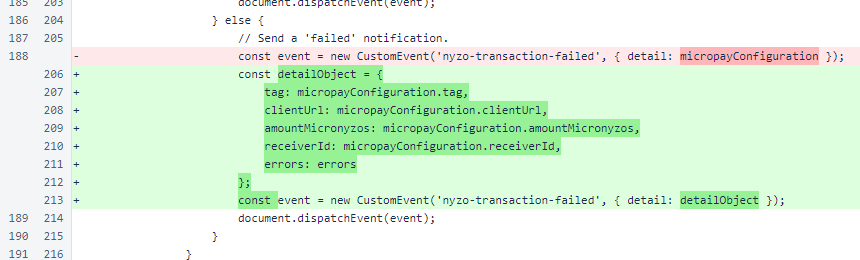 185 203 document.dispatchEvent(event);
186 204 } else {
187 205 // Send a 'failed' notification.
188 - const event = new CustomEvent('nyzo-transaction-failed', { detail: micropayConfiguration });
206 + const detailObject = {
207 + tag: micropayConfiguration.tag,
208 + clientUrl: micropayConfiguration.clientUrl,
209 + amountMicronyzos: micropayConfiguration.amountMicronyzos,
210 + receiverId: micropayConfiguration.receiverId,
211 + errors: errors
212 + };
213 + const event = new CustomEvent('nyzo-transaction-failed', { detail: detailObject });
189 214 document.dispatchEvent(event);
190 215 }
191 216 }